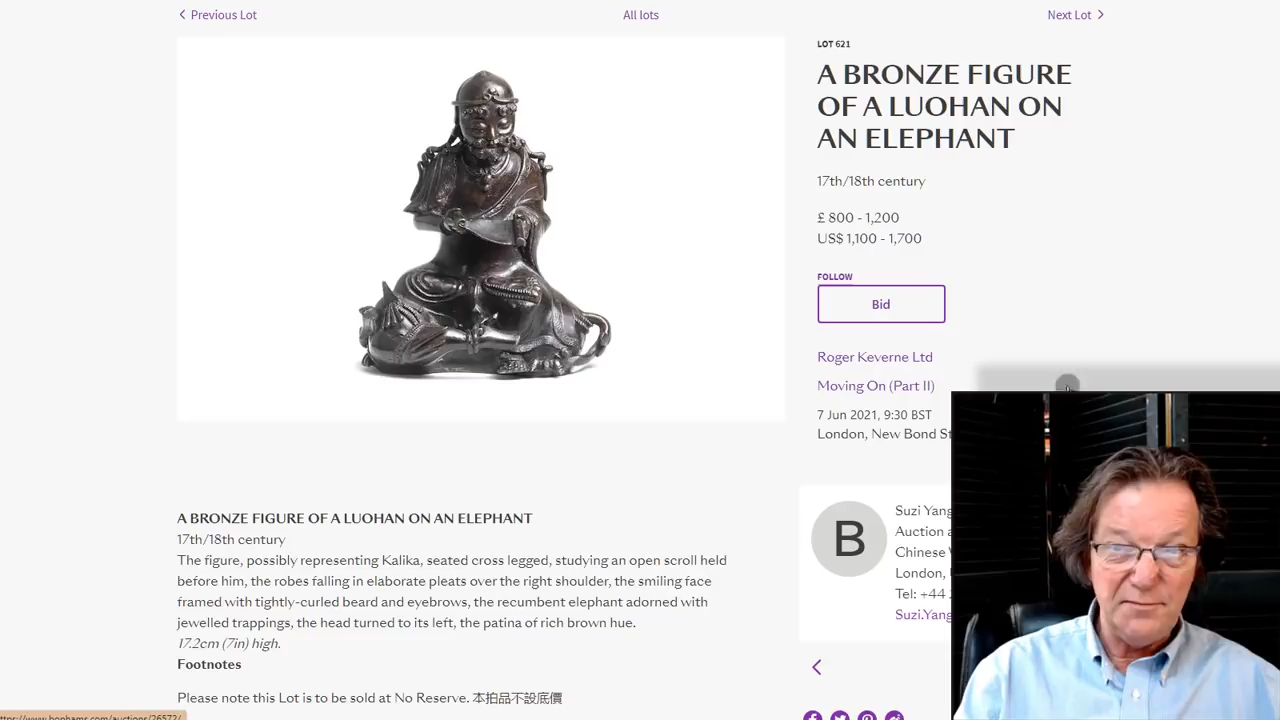 Previous Lot
All lots
Next Lot
LOT 621
A BRONZE FIGURE
OF A LUOHAN ON
AN ELEPHANT
17th/18th century
£ 800 - 1,200
US$ 1,100 - 1,700
FOLLOW
Bid
Roger Keverne Ltd
Moving On (Part II)
7 Jun 2021, 9:30 BST
London, New Bond St
B
Suzi Yang
Auction a
Chinese
London,
Tel: +44
Suzi.Yang
A BRONZE FIGURE OF A LUOHAN ON AN ELEPHANT
17th/18th century
The figure, possibly representing Kalika, seated cross legged, studying an open scroll held
before him, the robes falling in elaborate pleats over the right shoulder, the smiling face
framed with tightly-curled beard and eyebrows, the recumbent elephant adorned with
jewelled trappings, the head turned to its left, the patina of rich brown hue.
17.2cm (7in) high.
Footnotes
Please note this Lot is to be sold at No Reserve. 本拍品不設底價